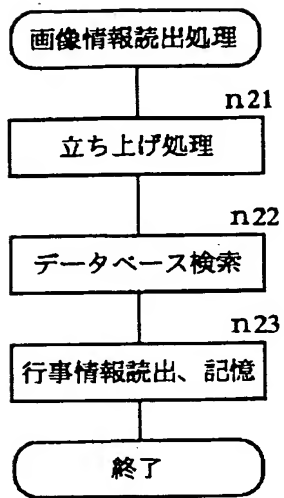 画像情報読出処理
n21
立ち上げ処理
n22
データベース検索
n23
行事情報読出、記憶
終了